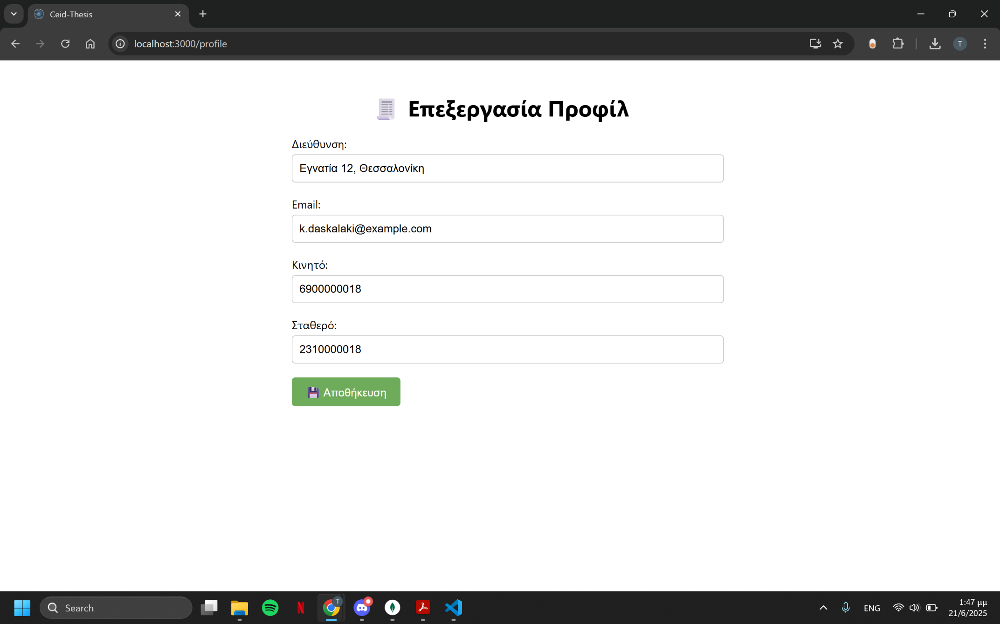 Ceid-Thesis
localhost:3000/profile
T
Επεξεργασία Προφίλ
Διεύθυνση:
Εγνατία 12, Θεσσαλονίκη
Email:
k.daskalaki@example.com
Κινητό:
6900000018
Σταθερό:
2310000018
Αποθήκευση
Search
T
ENG
1:47 μμ
21/6/2025